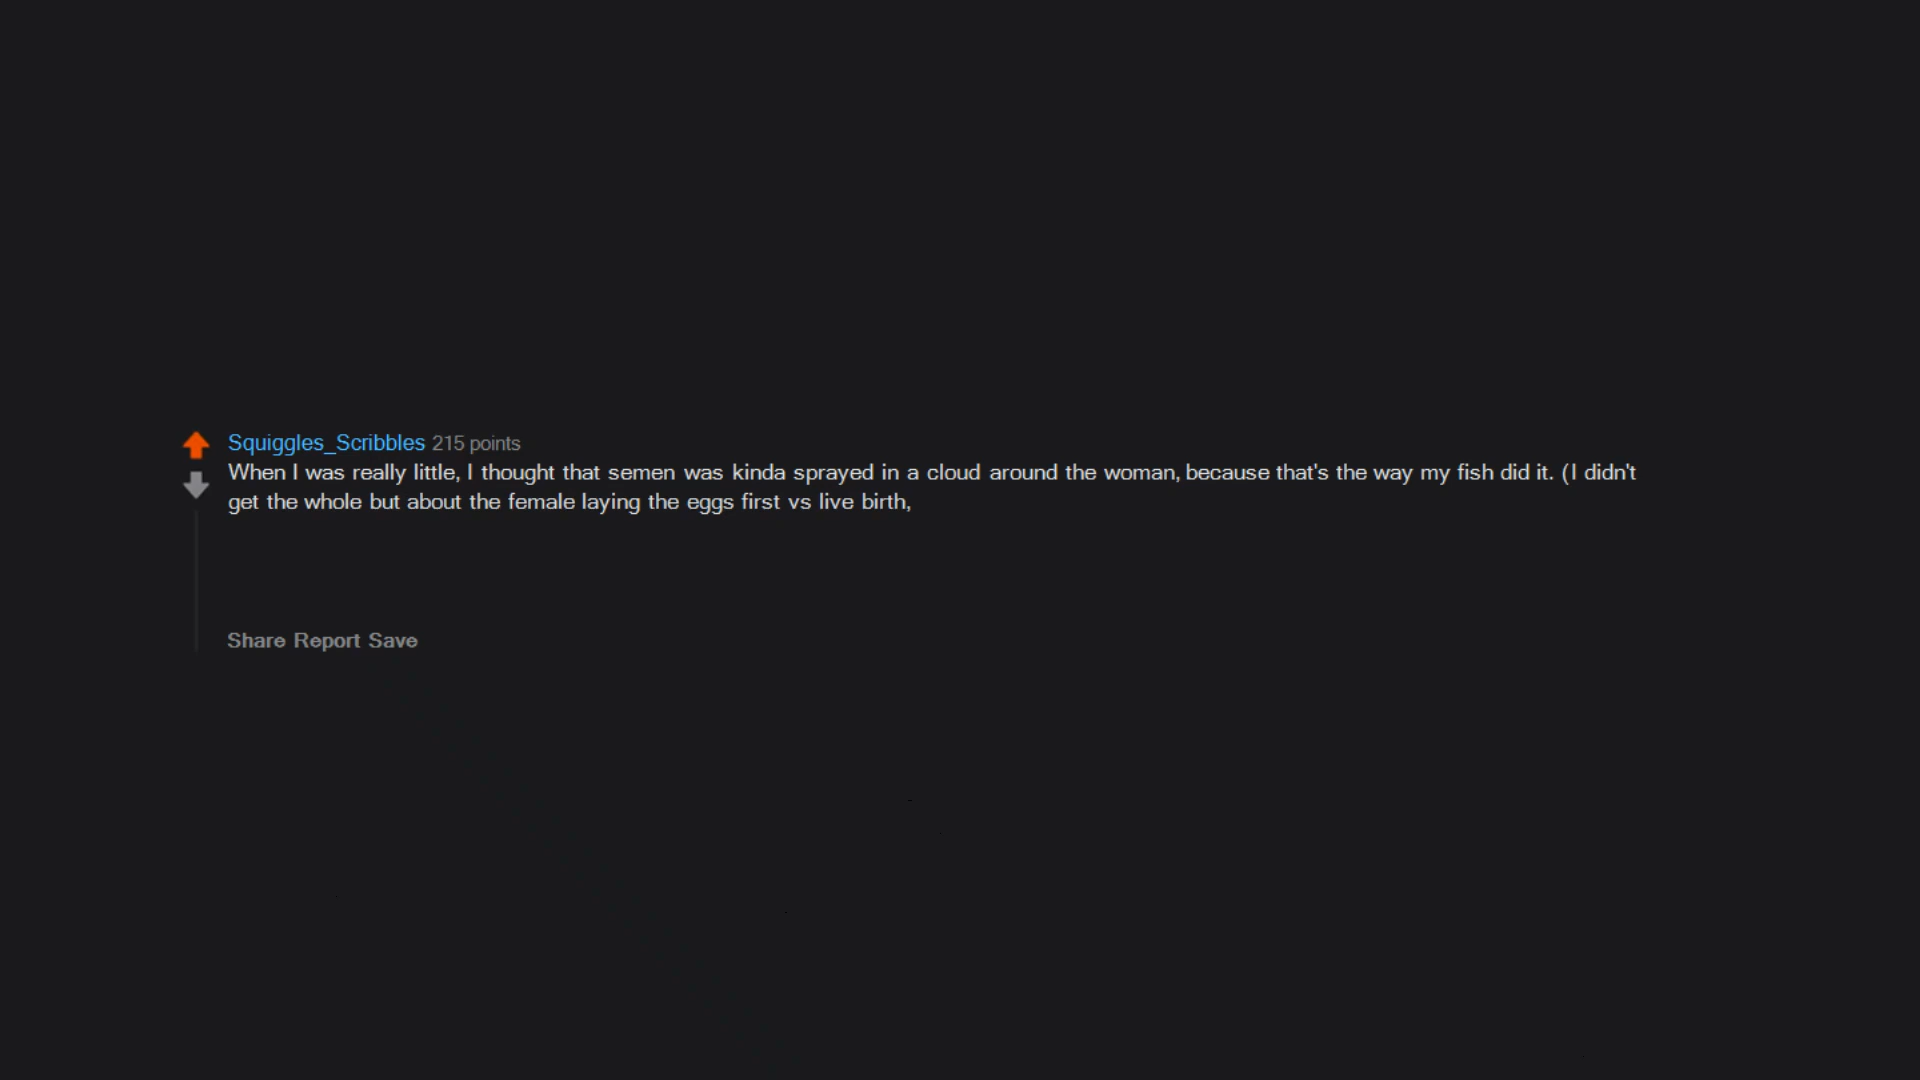 Squiggles_Scribbles 215 points
When I was really little, I thought that semen was kinda sprayed in a cloud around the woman, because that's the way my fish did it. (I didn't
get the whole but about the female laying the eggs first vs live birth,
Share Report Save